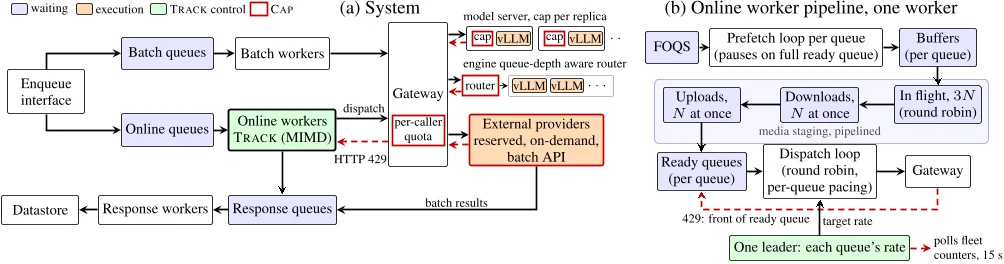 waiting execution TRACK control CAP
(a) System
model server, cap per replica
cap vLLM cap vLLM · ·
engine queue-depth aware router
router vLLM vLLM · · ·
Enqueue
interface
Batch queues
Batch workers
Online queues
Online workers
TRACK (MIMD)
dispatch
HTTP 429
Gateway
per-caller
quota
External providers
reserved, on-demand,
batch API
batch results
Response queues
Response workers
Datastore
(b) Online worker pipeline, one worker
FOQS
Prefetch loop per queue
(pauses on full ready queue)
Buffers
(per queue)
In flight, 3N
(round robin)
Downloads,
N at once
Uploads,
N at once
media staging, pipelined
Ready queues
(per queue)
Dispatch loop
(round robin,
per-queue pacing)
Gateway
429: front of ready queue
target rate
One leader: each queue's rate
polls fleet
counters, 15 s